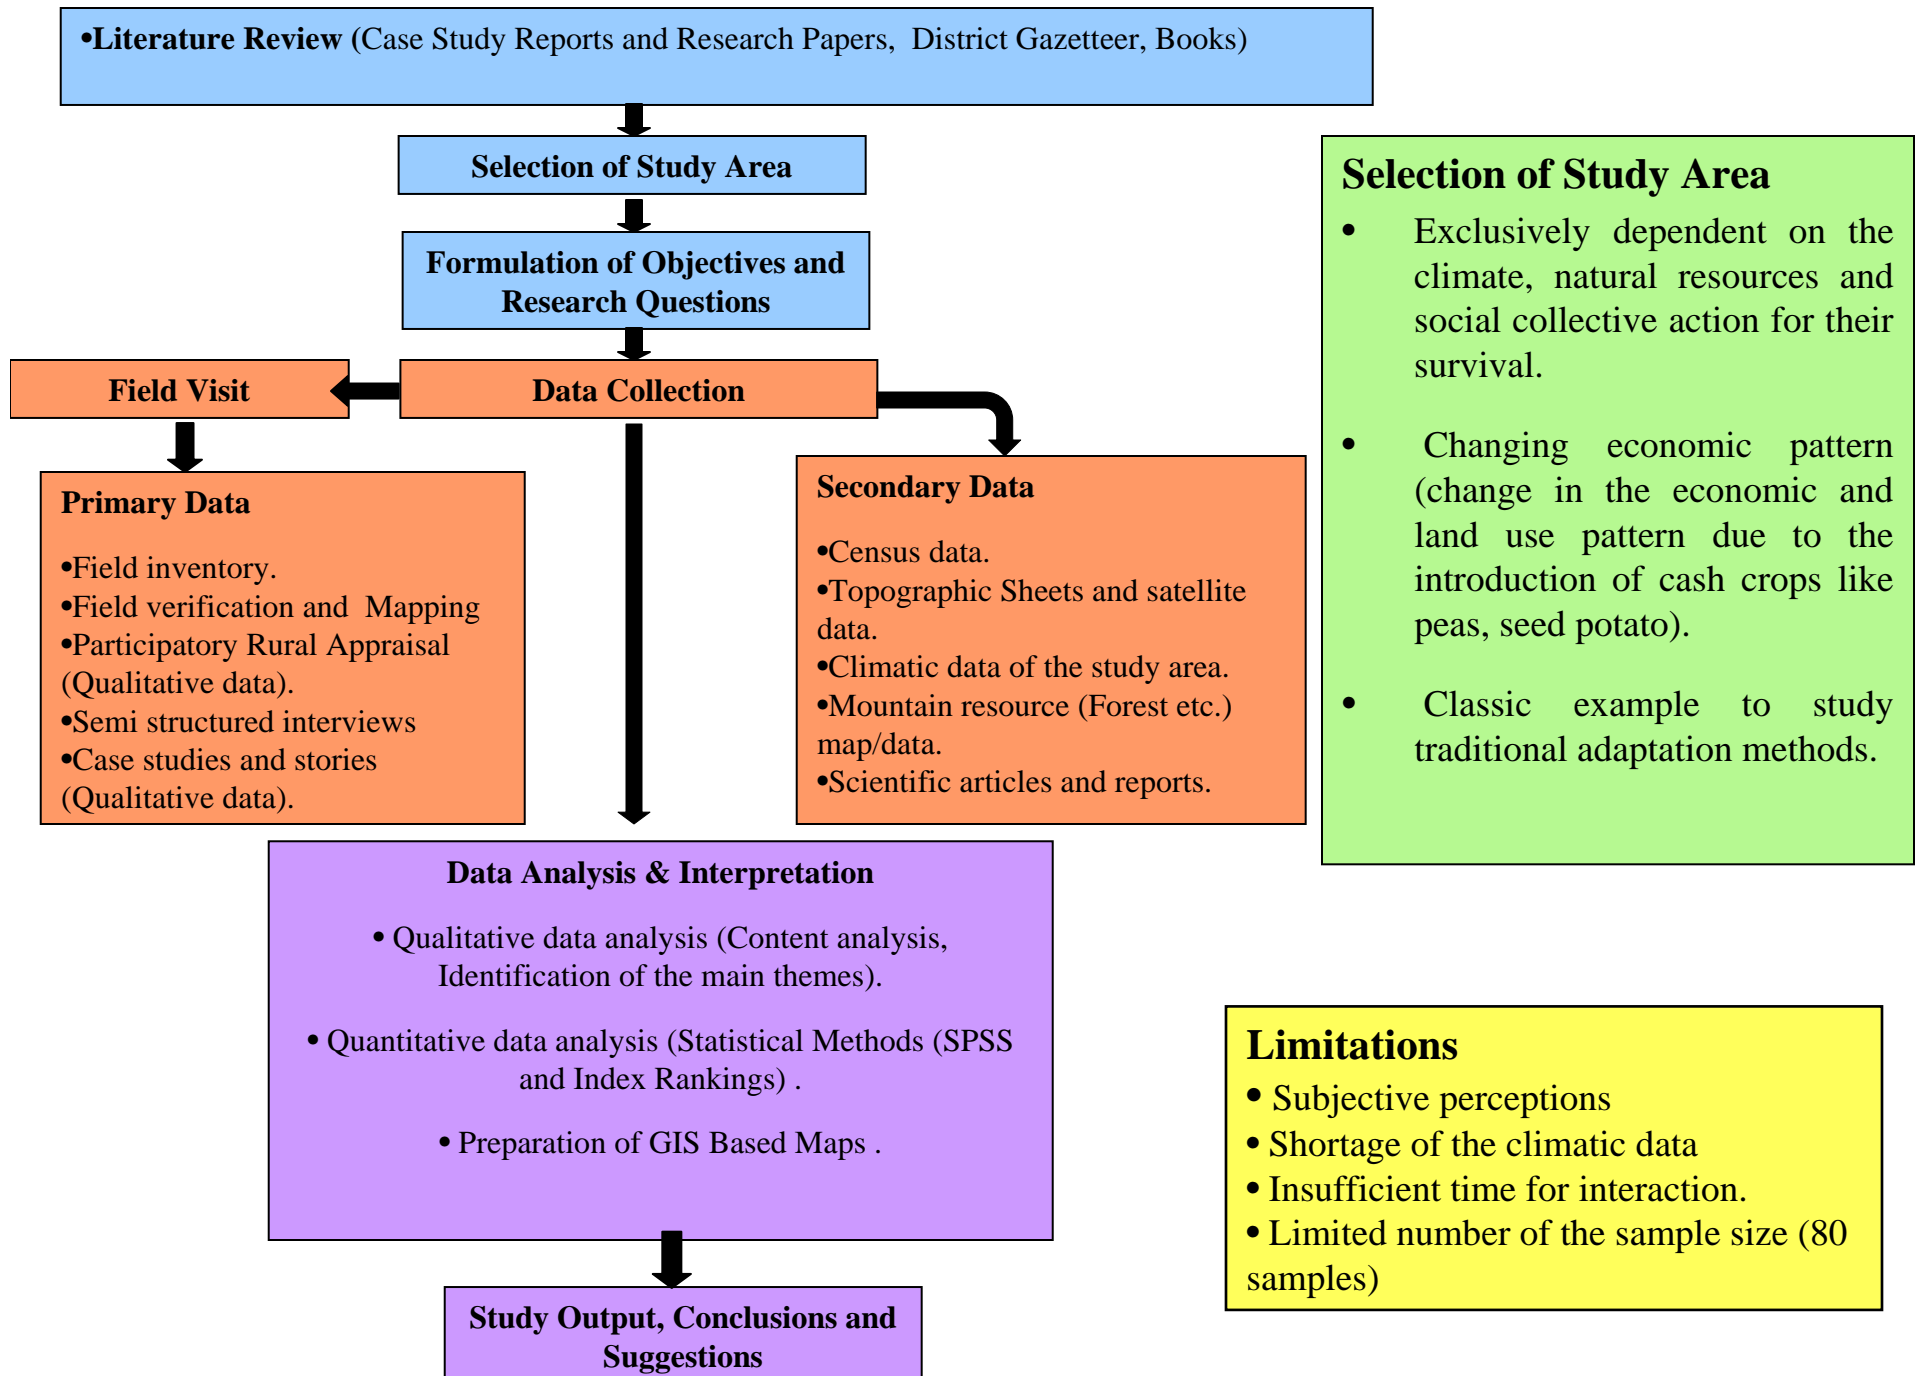 •Literature Review (Case Study Reports and Research Papers, District Gazetteer, Books)
Selection of Study Area
Formulation of Objectives and
Research Questions
Field Visit
Data Collection
Primary Data
•Field inventory.
•Field verification and Mapping
•Participatory Rural Appraisal
(Qualitative data).
•Semi structured interviews
•Case studies and stories
(Qualitative data).
Secondary Data
•Census data.
•Topographic Sheets and satellite
data.
•Climatic data of the study area.
•Mountain resource (Forest etc.)
map/data.
•Scientific articles and reports.
Data Analysis & Interpretation
• Qualitative data analysis (Content analysis,
Identification of the main themes).
• Quantitative data analysis (Statistical Methods (SPSS
and Index Rankings) .
• Preparation of GIS Based Maps .
Study Output, Conclusions and
Suggestions
Selection of Study Area
• Exclusively dependent on the
climate, natural resources and
social collective action for their
survival.
• Changing economic pattern
(change in the economic and
land use pattern due to the
introduction of cash crops like
peas, seed potato).
• Classic example to study
traditional adaptation methods.
Limitations
• Subjective perceptions
• Shortage of the climatic data
• Insufficient time for interaction.
• Limited number of the sample size (80
samples)